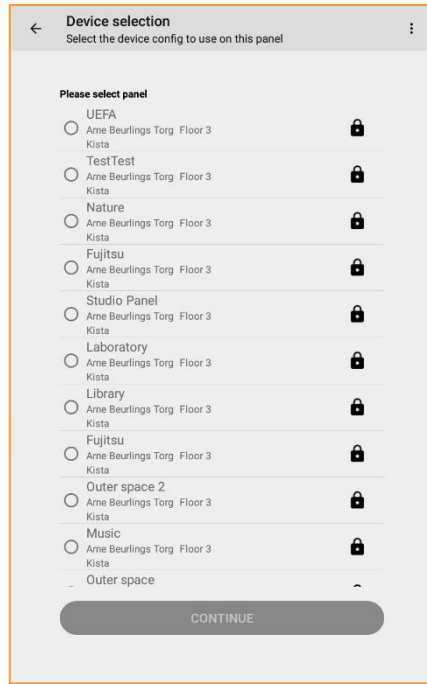 Device selection
Select the device config to use on this panel
Please select panel
UEFA
Arne Beurlings Torg Floor 3
Kista
TestTest
Arne Beurlings Torg Floor 3
Kista
Nature
Arne Beurlings Torg Floor 3
Kista
Fujitsu
Arne Beurlings Torg Floor 3
Kista
Studio Panel
Arne Beurlings Torg Floor 3
Kista
Laboratory
Arne Beurlings Torg Floor 3
Kista
Library
Arne Beurlings Torg Floor 3
Kista
Fujitsu
Arne Beurlings Torg Floor 3
Kista
Outer space 2
Arne Beurlings Torg Floor 3
Kista
Music
Arne Beurlings Torg Floor 3
Kista
Outer space
CONTINUE